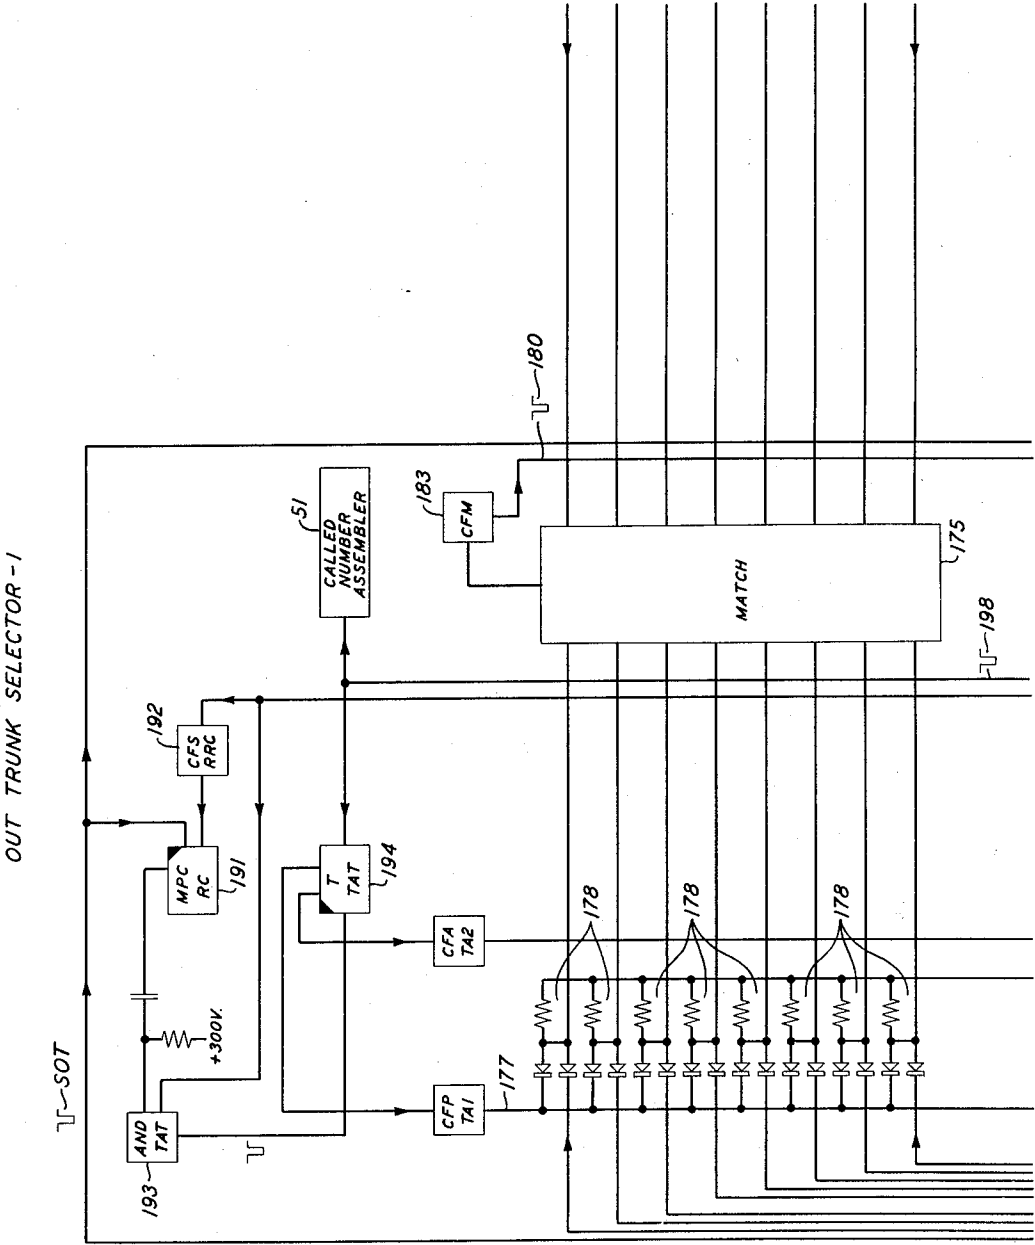 OUT TRUNK SELECTOR-1
SOT
AND
TAT
193
+300V.
MPC
RC
191
CFS
RRC
192
T
TAT
194
CALLED
NUMBER
ASSEMBLER
51
CFP
TA1
177
CFA
TA2
178
178
178
CFM
183
180
MATCH
175
198